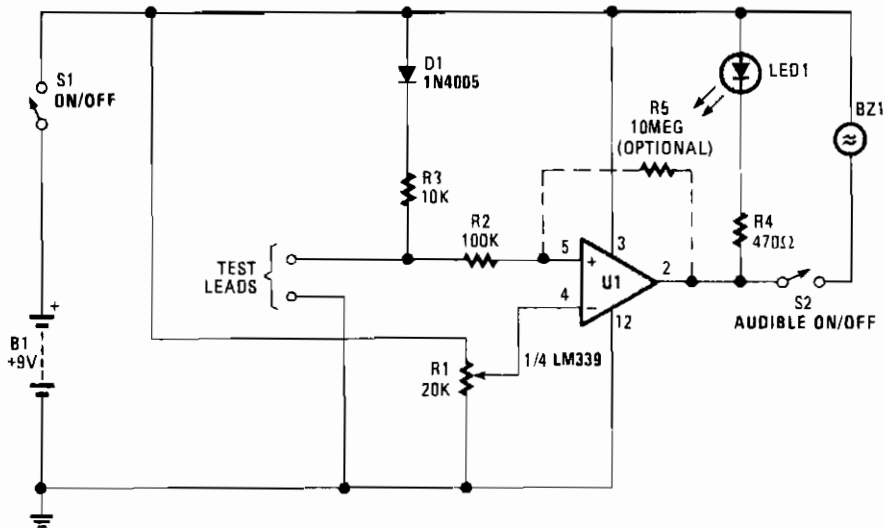 S1
ON/OFF
D1
1N4005
LED1
BZ1
R5
10MEG
(OPTIONAL)
R3
10K
R2
100K
R4
470Ω
TEST
LEADS
5
3
+
U1
2
4
−
12
S2
AUDIBLE ON/OFF
+
B1
+9V
R1
20K
1/4 LM339